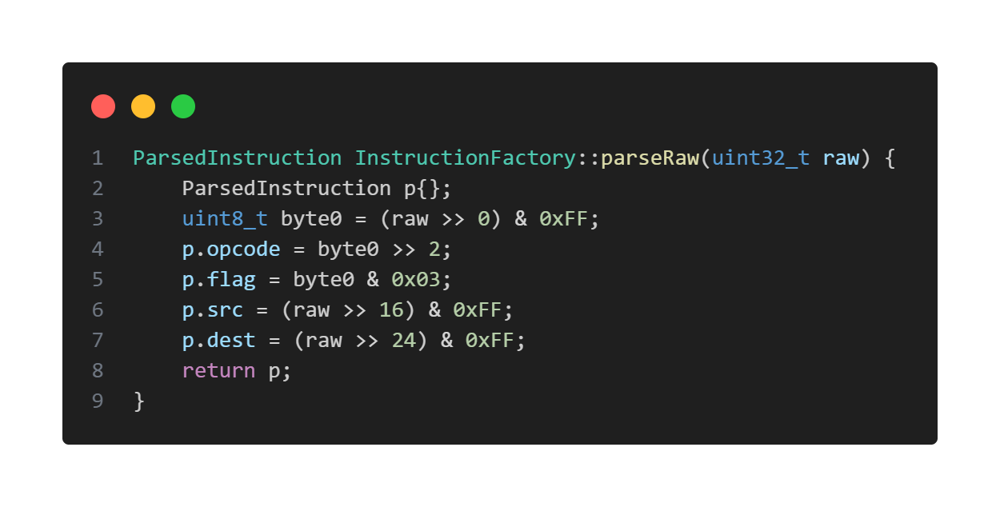 1 ParsedInstruction InstructionFactory::parseRaw(uint32_t raw) {
2     ParsedInstruction p{};
3     uint8_t byte0 = (raw >> 0) & 0xFF;
4     p.opcode = byte0 >> 2;
5     p.flag = byte0 & 0x03;
6     p.src = (raw >> 16) & 0xFF;
7     p.dest = (raw >> 24) & 0xFF;
8     return p;
9 }